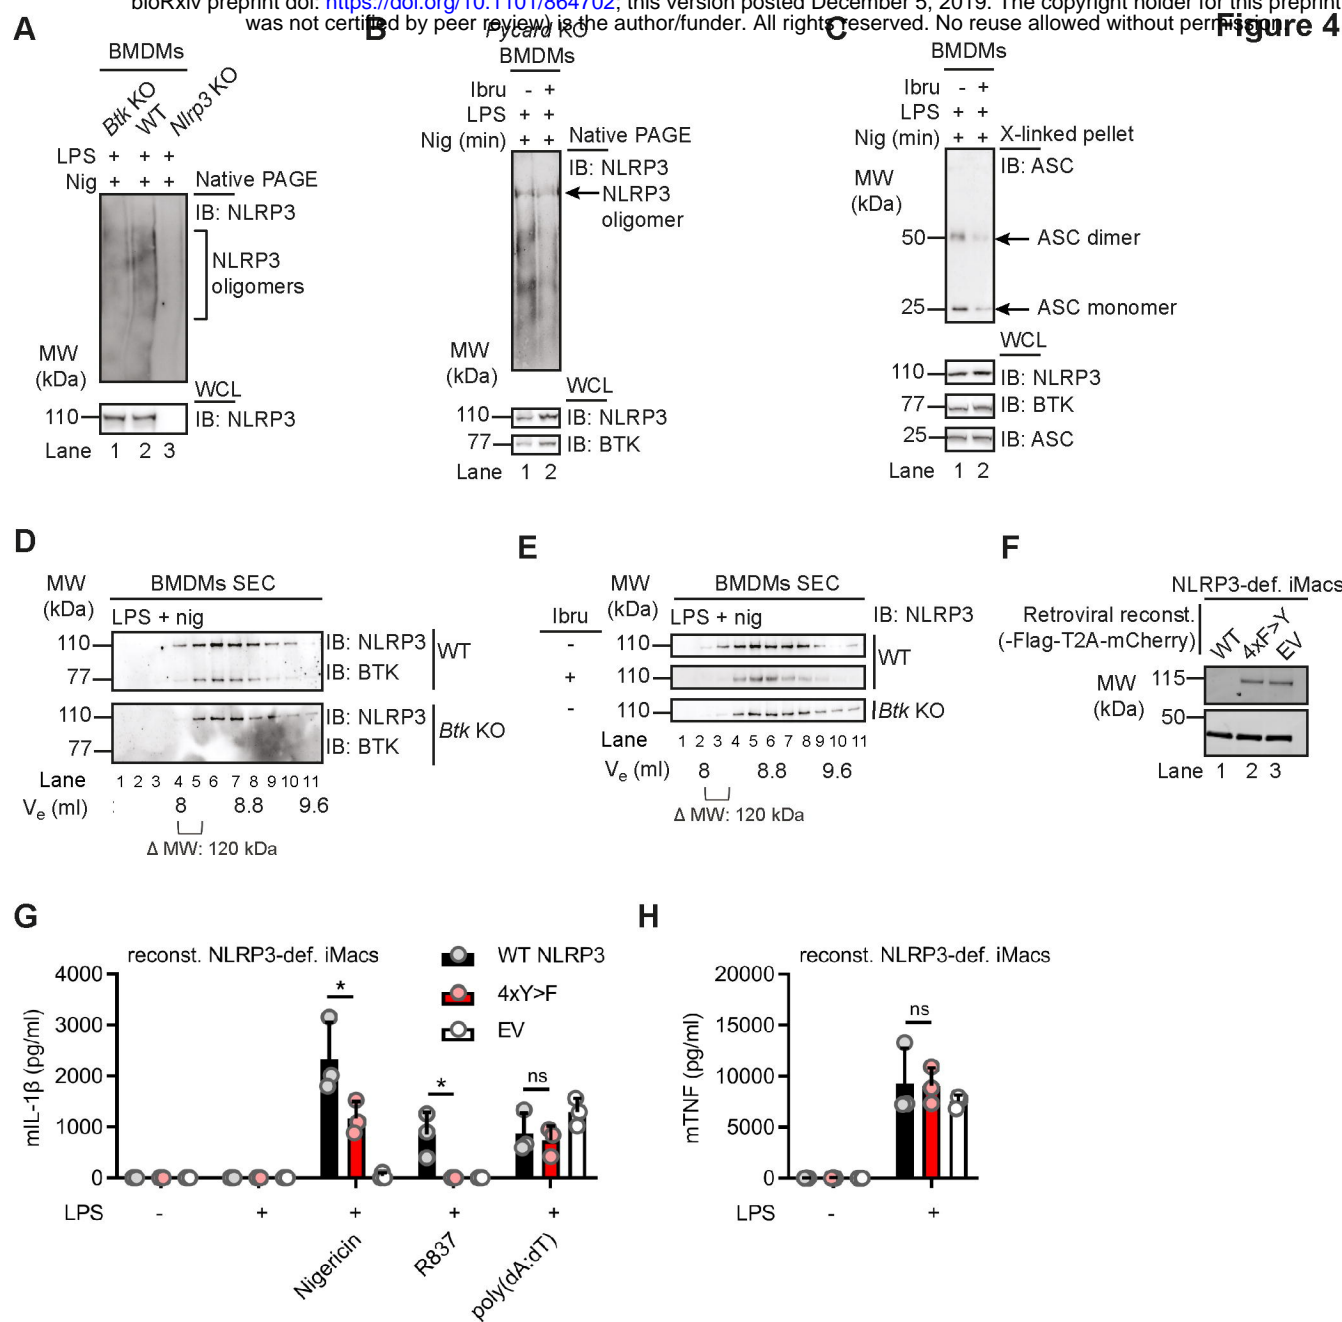 bioRxiv preprint doi: https://doi.org/10.1101/864702; this version posted December 5, 2019. The copyright holder for this preprint
was not certified by peer review) is the author/funder. All rights reserved. No reuse allowed without permission.
Figure 4
A
BMDMs
Btk KO
WT
Nlrp3 KO
LPS + + +
Nig + + +
Native PAGE
IB: NLRP3
NLRP3
oligomers
MW
(kDa)
WCL
110
IB: NLRP3
Lane 1 2 3
B
Pycard KO
BMDMs
Ibru - +
LPS + +
Nig (min) + +
Native PAGE
IB: NLRP3
NLRP3
oligomer
MW
(kDa)
WCL
110
IB: NLRP3
77
IB: BTK
Lane 1 2
C
BMDMs
Ibru - +
LPS + +
Nig (min) + +
X-linked pellet
IB: ASC
MW
(kDa)
50
ASC dimer
25
ASC monomer
WCL
110
IB: NLRP3
77
IB: BTK
25
IB: ASC
Lane 1 2
D
MW
(kDa)
BMDMs SEC
LPS + nig
110
IB: NLRP3
77
IB: BTK
WT
110
IB: NLRP3
77
IB: BTK
Btk KO
Lane 1 2 3 4 5 6 7 8 9 10 11
Ve (ml) 8 8.8 9.6
Δ MW: 120 kDa
E
MW
(kDa)
BMDMs SEC
Ibru
LPS + nig
IB: NLRP3
- 110
+ 110
WT
- 110
Btk KO
Lane 1 2 3 4 5 6 7 8 9 10 11
Ve (ml) 8 8.8 9.6
Δ MW: 120 kDa
F
NLRP3-def. iMacs
Retroviral reconst.
(-Flag-T2A-mCherry)
WT
4xF>Y
EV
MW
(kDa)
115
50
Lane 1 2 3
G
reconst. NLRP3-def. iMacs
WT NLRP3
4xY>F
EV
mIL-1β (pg/ml)
4000
3000
2000
1000
0
*
*
ns
LPS - + + + +
Nigericin
R837
poly(dA:dT)
H
reconst. NLRP3-def. iMacs
mTNF (pg/ml)
20000
15000
10000
5000
0
ns
LPS - +